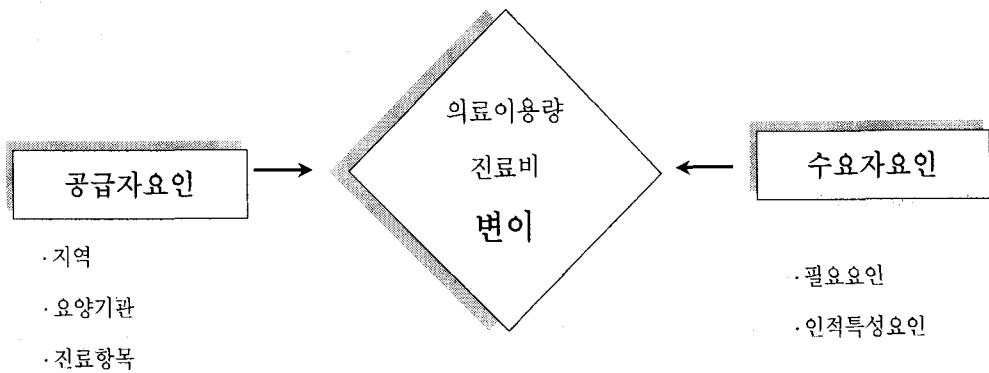 의료이용량
진료비
변이
공급자요인
· 지역
· 요양기관
· 진료항목
수요자요인
· 필요요인
· 인적특성요인